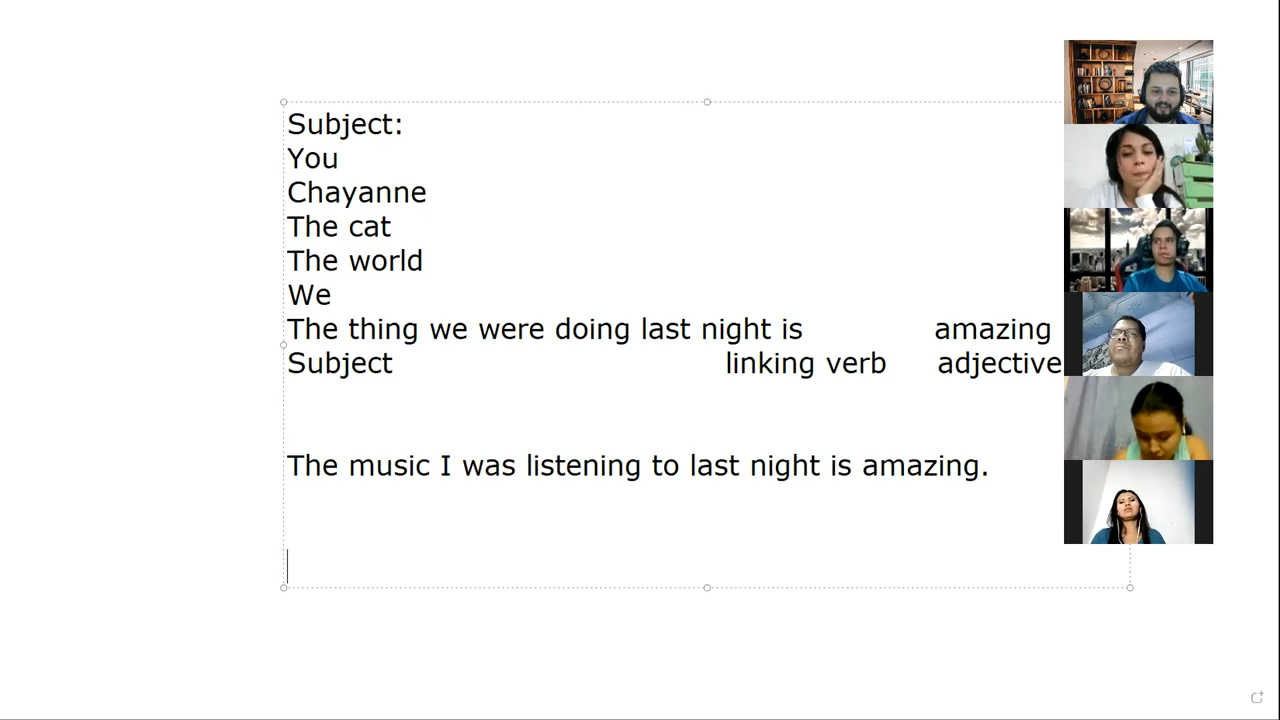 Subject:
You
Chayanne
The cat
The world
We
The thing we were doing last night is amazing
Subject linking verb adjective
The music I was listening to last night is amazing.